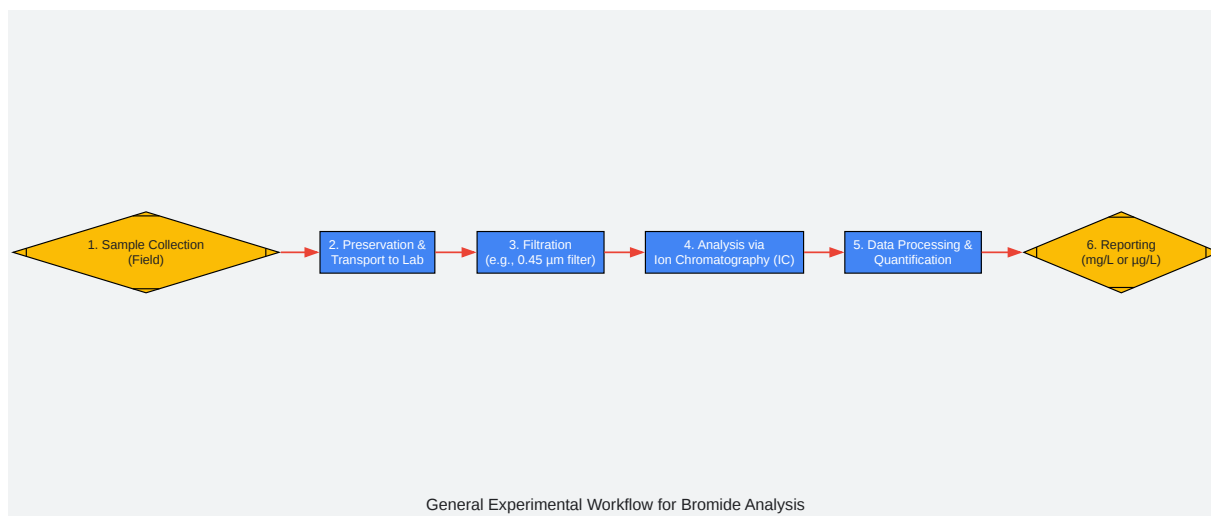 1. Sample Collection
(Field)
2. Preservation &
Transport to Lab
3. Filtration
(e.g., 0.45 µm filter)
4. Analysis via
Ion Chromatography (IC)
5. Data Processing &
Quantification
6. Reporting
(mg/L or µg/L)
General Experimental Workflow for Bromide Analysis